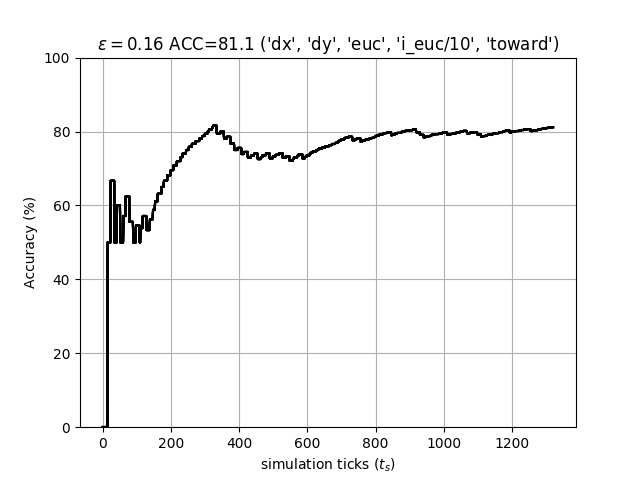 ε = 0.16 ACC=81.1 ('dx', 'dy', 'euc', 'i_euc/10', 'toward')
100
80
60
40
20
0
Accuracy (%)
0 200 400 600 800 1000 1200
simulation ticks (tₛ)